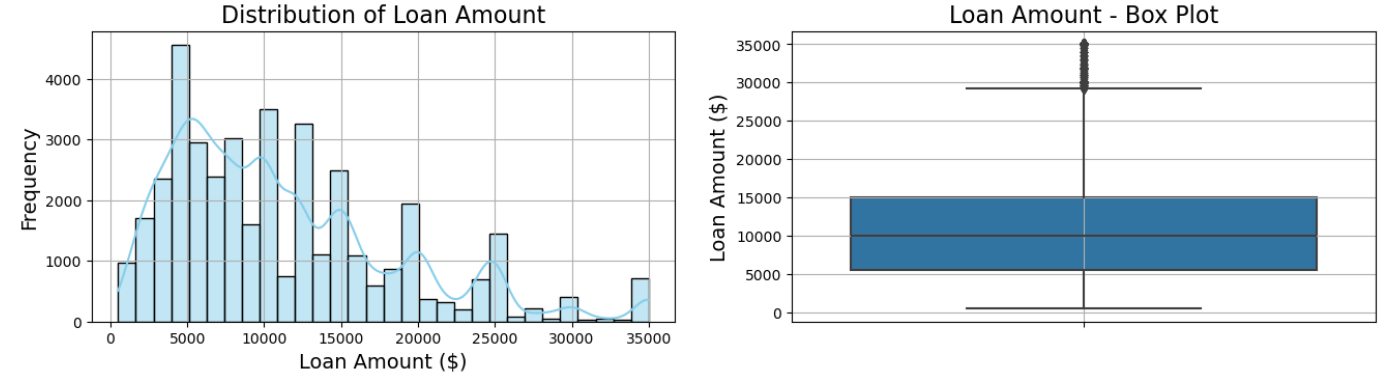 Distribution of Loan Amount
Frequency
4000
3000
2000
1000
0
0 5000 10000 15000 20000 25000 30000 35000
Loan Amount ($)
Loan Amount - Box Plot
Loan Amount ($)
35000
30000
25000
20000
15000
10000
5000
0